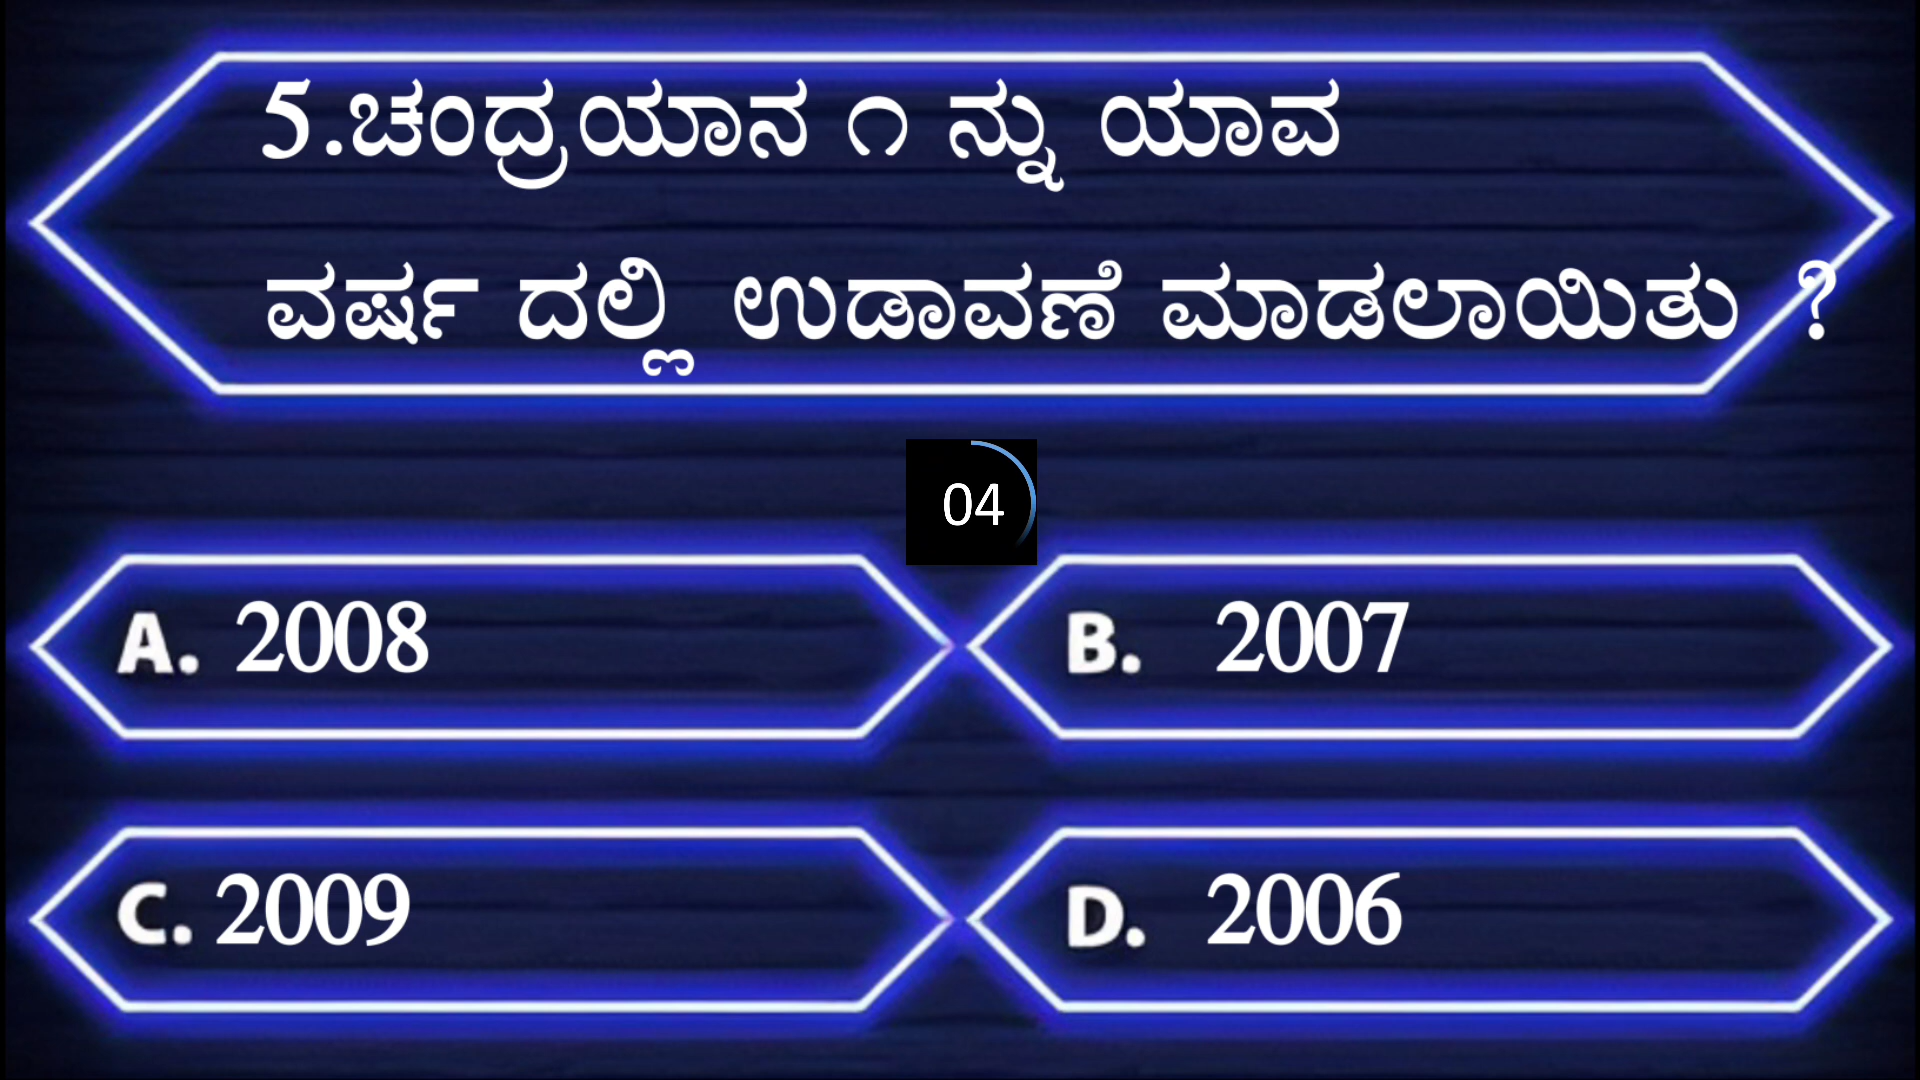 5.ಚಂದ್ರಯಾನ ೧ ನ್ನು ಯಾವ
ವರ್ಷ ದಲ್ಲಿ ಉಡಾವಣೆ ಮಾಡಲಾಯಿತು ?
04
A. 2008
B. 2007
C. 2009
D. 2006